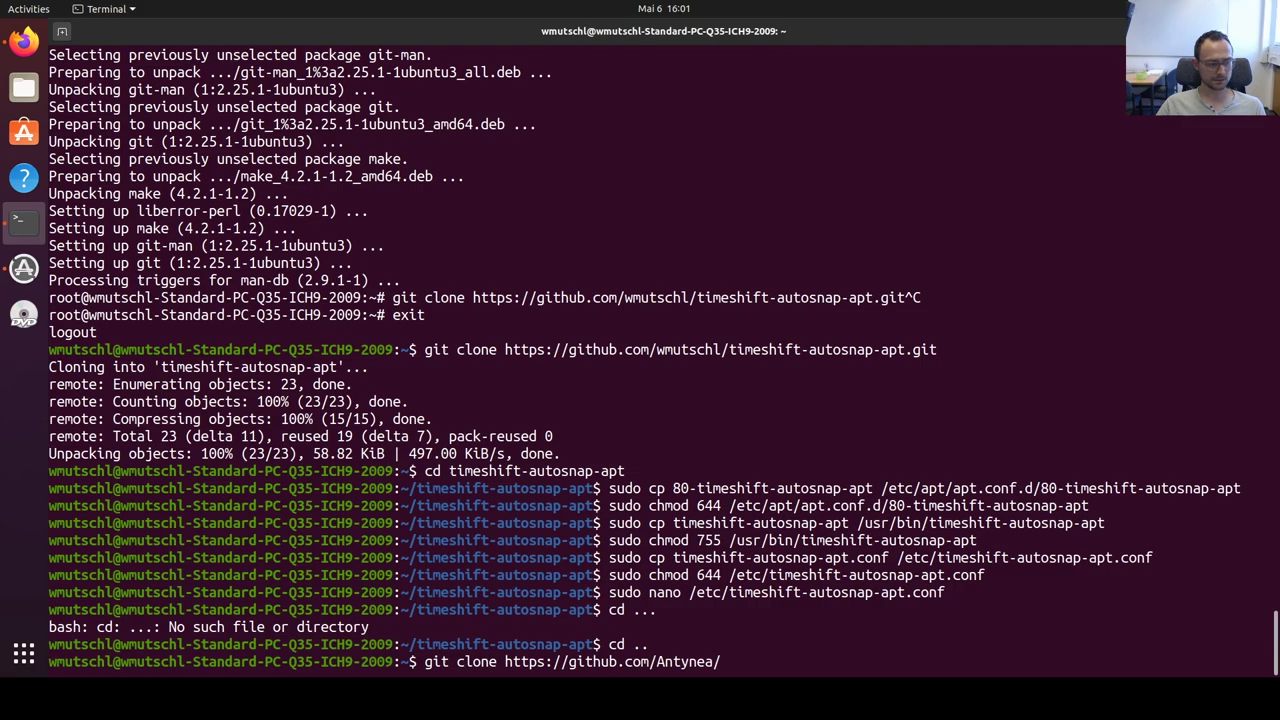 Activities
Terminal
Mai 6 16:01
wmutschl@wmutschl-Standard-PC-Q35-ICH9-2009: ~
Selecting previously unselected package git-man.
Preparing to unpack .../git-man_1%3a2.25.1-1ubuntu3_all.deb ...
Unpacking git-man (1:2.25.1-1ubuntu3) ...
Selecting previously unselected package git.
Preparing to unpack .../git_1%3a2.25.1-1ubuntu3_amd64.deb ...
Unpacking git (1:2.25.1-1ubuntu3) ...
Selecting previously unselected package make.
Preparing to unpack .../make_4.2.1-1.2_amd64.deb ...
Unpacking make (4.2.1-1.2) ...
Setting up liberror-perl (0.17029-1) ...
Setting up make (4.2.1-1.2) ...
Setting up git-man (1:2.25.1-1ubuntu3) ...
Setting up git (1:2.25.1-1ubuntu3) ...
Processing triggers for man-db (2.9.1-1) ...
root@wmutschl-Standard-PC-Q35-ICH9-2009:~# git clone https://github.com/wmutschl/timeshift-autosnap-apt.git^C
root@wmutschl-Standard-PC-Q35-ICH9-2009:~# exit
logout
wmutschl@wmutschl-Standard-PC-Q35-ICH9-2009:~$ git clone https://github.com/wmutschl/timeshift-autosnap-apt.git
Cloning into 'timeshift-autosnap-apt'...
remote: Enumerating objects: 23, done.
remote: Counting objects: 100% (23/23), done.
remote: Compressing objects: 100% (15/15), done.
remote: Total 23 (delta 11), reused 19 (delta 7), pack-reused 0
Unpacking objects: 100% (23/23), 58.82 KiB | 497.00 KiB/s, done.
wmutschl@wmutschl-Standard-PC-Q35-ICH9-2009:~$ cd timeshift-autosnap-apt
wmutschl@wmutschl-Standard-PC-Q35-ICH9-2009:~/timeshift-autosnap-apt$ sudo cp 80-timeshift-autosnap-apt /etc/apt/apt.conf.d/80-timeshift-autosnap-apt
wmutschl@wmutschl-Standard-PC-Q35-ICH9-2009:~/timeshift-autosnap-apt$ sudo chmod 644 /etc/apt/apt.conf.d/80-timeshift-autosnap-apt
wmutschl@wmutschl-Standard-PC-Q35-ICH9-2009:~/timeshift-autosnap-apt$ sudo cp timeshift-autosnap-apt /usr/bin/timeshift-autosnap-apt
wmutschl@wmutschl-Standard-PC-Q35-ICH9-2009:~/timeshift-autosnap-apt$ sudo chmod 755 /usr/bin/timeshift-autosnap-apt
wmutschl@wmutschl-Standard-PC-Q35-ICH9-2009:~/timeshift-autosnap-apt$ sudo cp timeshift-autosnap-apt.conf /etc/timeshift-autosnap-apt.conf
wmutschl@wmutschl-Standard-PC-Q35-ICH9-2009:~/timeshift-autosnap-apt$ sudo chmod 644 /etc/timeshift-autosnap-apt.conf
wmutschl@wmutschl-Standard-PC-Q35-ICH9-2009:~/timeshift-autosnap-apt$ sudo nano /etc/timeshift-autosnap-apt.conf
wmutschl@wmutschl-Standard-PC-Q35-ICH9-2009:~/timeshift-autosnap-apt$ cd ...
bash: cd: ...: No such file or directory
wmutschl@wmutschl-Standard-PC-Q35-ICH9-2009:~/timeshift-autosnap-apt$ cd ..
wmutschl@wmutschl-Standard-PC-Q35-ICH9-2009:~$ git clone https://github.com/Antynea/